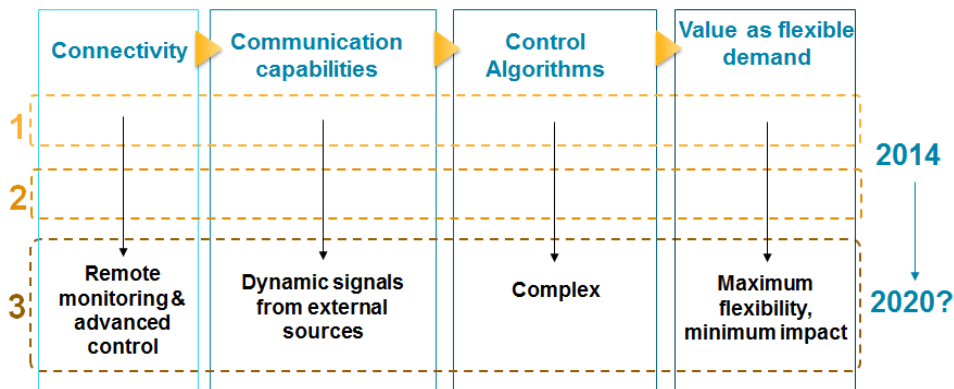 Connectivity
Communication
capabilities
Control
Algorithms
Value as flexible
demand
1
2014
2
3
Remote
monitoring &
advanced
control
Dynamic signals
from external
sources
Complex
Maximum
flexibility,
minimum impact
2020?